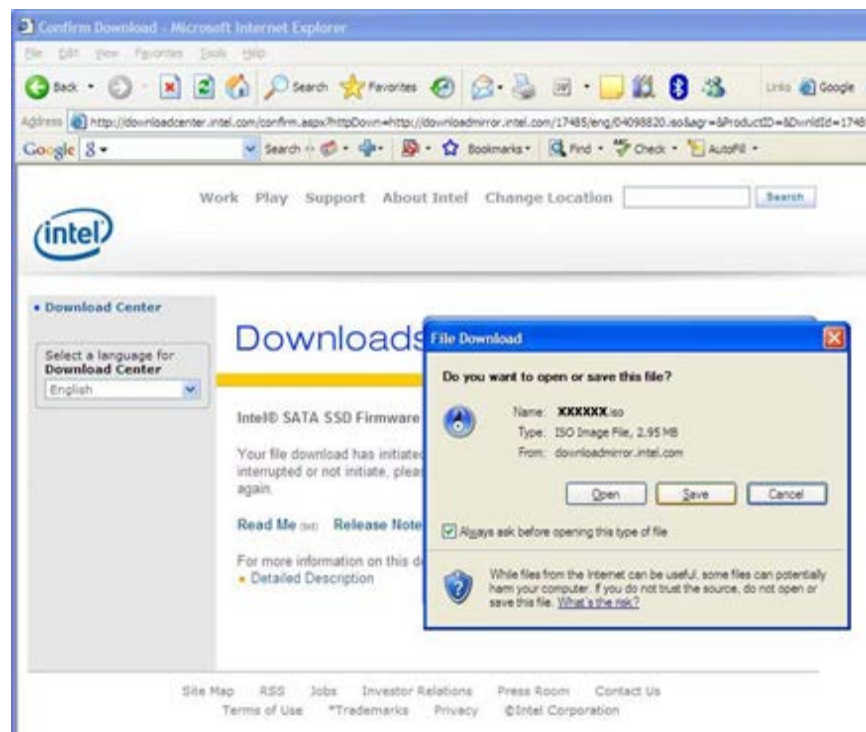 Confirm Download - Microsoft Internet Explorer
File Edit View Favorites Tools Help
Back Search Favorites Links Google
Address http://downloadcenter.intel.com/confirm.aspx?httpDown=http://downloadmirror.intel.com/17485/eng/04098820.iso&agr=&ProductID=&DwnldId=1748
Google Search Bookmarks Find Check AutoFill
Work Play Support About Intel Change Location Search
intel
Download Center
Select a language for
Download Center
English
Downloads
Intel® SATA SSD Firmware
Your file download has initiated
interrupted or not initiate, pleas
again.
Read Me Release Note
For more information on this d
Detailed Description
File Download
Do you want to open or save this file?
Name: XXXXXX.iso
Type: ISO Image File, 2.95 MB
From: downloadmirror.intel.com
Open Save Cancel
Always ask before opening this type of file
While files from the Internet can be useful, some files can potentially
harm your computer. If you do not trust the source, do not open or
save this file. What's the risk?
Site Map RSS Jobs Investor Relations Press Room Contact Us
Terms of Use *Trademarks Privacy ©Intel Corporation